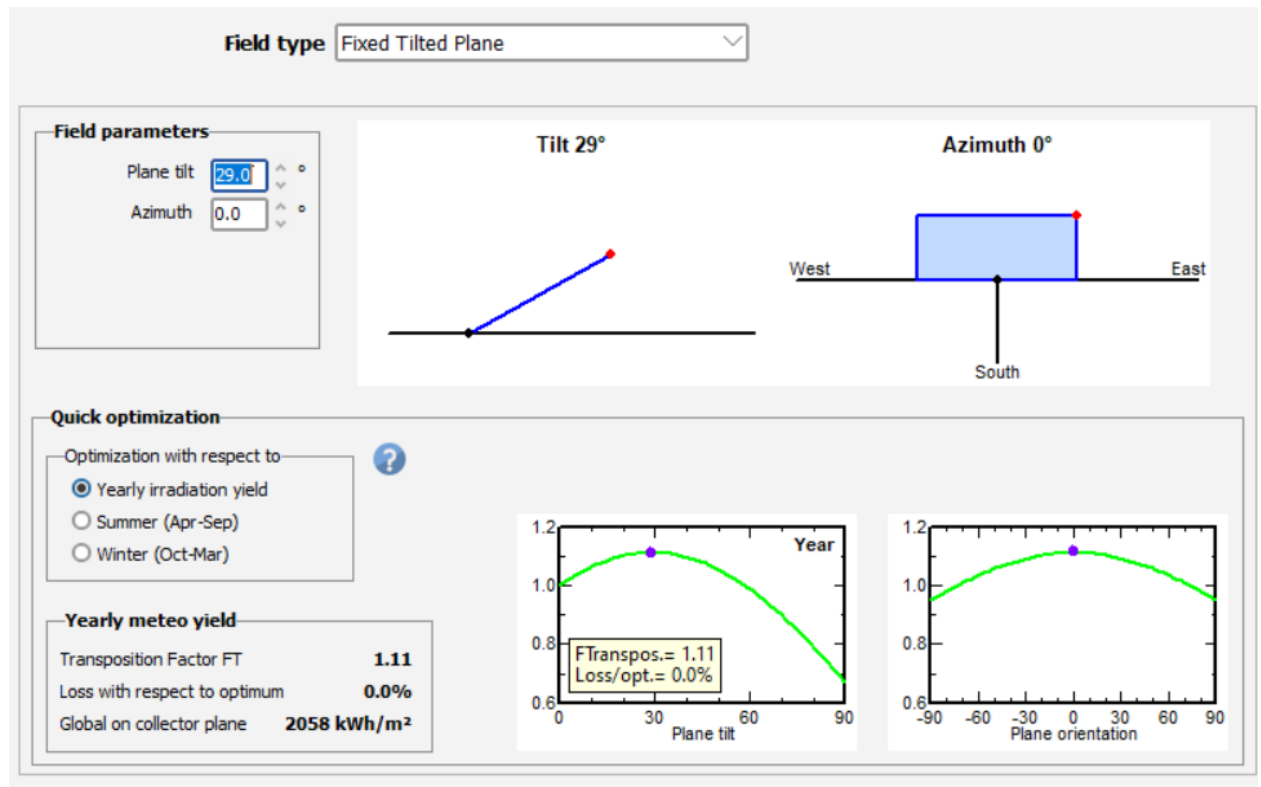 Field type Fixed Tilted Plane
Field parameters
Plane tilt 29.0 °
Azimuth 0.0 °
Tilt 29°
Azimuth 0°
West
East
South
Quick optimization
Optimization with respect to
Yearly irradiation yield
Summer (Apr-Sep)
Winter (Oct-Mar)
?
Yearly meteo yield
Transposition Factor FT 1.11
Loss with respect to optimum 0.0%
Global on collector plane 2058 kWh/m²
Year
1.2
1.0
0.8
0.6
FTranspos.= 1.11
Loss/opt.= 0.0%
0 30 60 90
Plane tilt
1.2
1.0
0.8
0.6
-90 -60 -30 0 30 60 90
Plane orientation